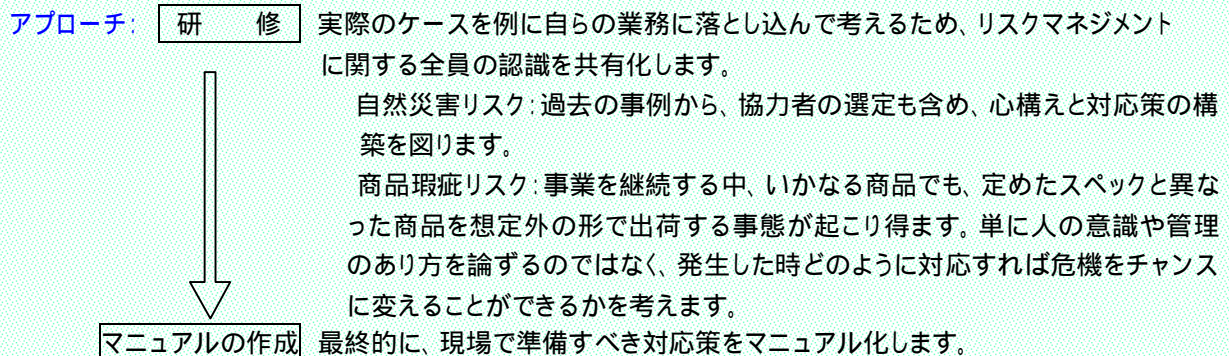 アプローチ: 研　　修 実際のケースを例に自らの業務に落とし込んで考えるため、リスクマネジメント
に関する全員の認識を共有化します。
自然災害リスク:過去の事例から、協力者の選定も含め、心構えと対応策の構
築を図ります。
商品瑕疵リスク:事業を継続する中、いかなる商品でも、定めたスペックと異な
った商品を想定外の形で出荷する事態が起こり得ます。単に人の意識や管理
のあり方を論ずるのではなく、発生した時どのように対応すれば危機をチャンス
に変えることができるかを考えます。
マニュアルの作成 最終的に、現場で準備すべき対応策をマニュアル化します。